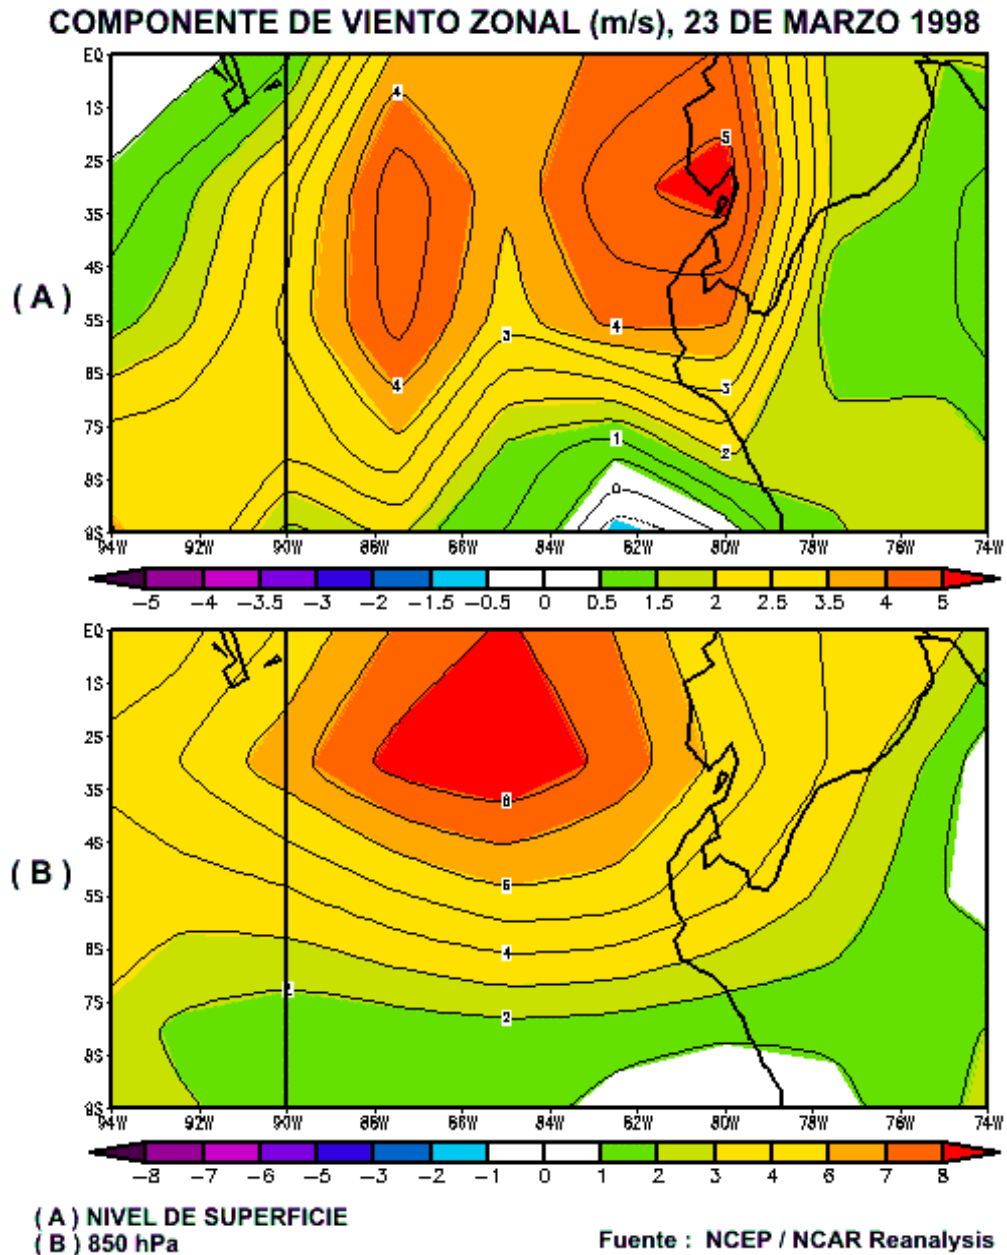 COMPONENTE DE VIENTO ZONAL (m/s), 23 DE MARZO 1998
EQ
1S
2S
3S
4S
5S
6S
7S
8S
9S
( A )
4
5
4
3
4
3
2
1
0
94W 92W 90W 88W 86W 84W 82W 80W 78W 76W 74W
-5 -4 -3.5 -3 -2 -1.5 -0.5 0 0.5 1.5 2 2.5 3.5 4 5
EQ
1S
2S
3S
4S
5S
6S
7S
8S
9S
( B )
8
6
4
2
94W 92W 90W 88W 86W 84W 82W 80W 78W 76W 74W
-8 -7 -6 -5 -3 -2 -1 0 1 2 3 4 6 7 8
( A ) NIVEL DE SUPERFICIE
( B ) 850 hPa
Fuente : NCEP / NCAR Reanalysis